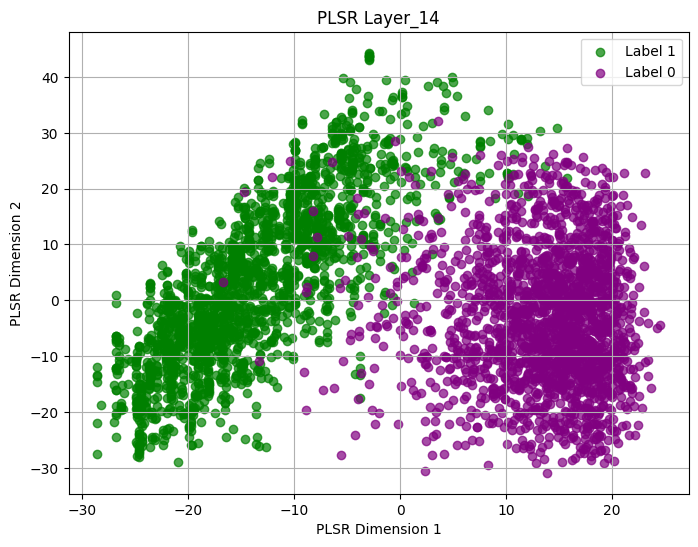 PLSR Layer_14
Label 1
Label 0
PLSR Dimension 2
40
30
20
10
0
−10
−20
−30
−30 −20 −10 0 10 20
PLSR Dimension 1